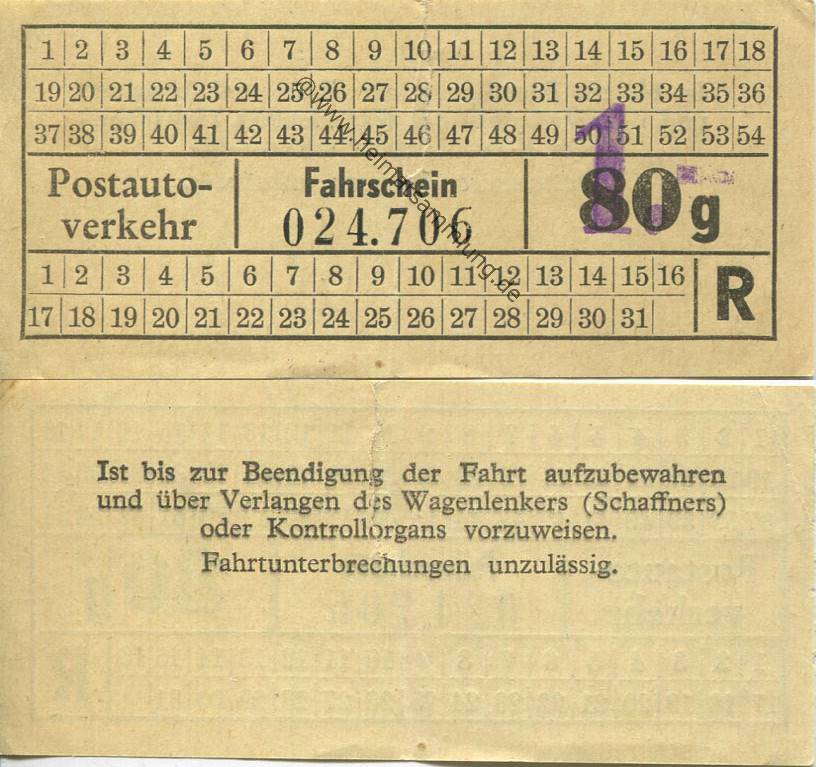 1 2 3 4 5 6 7 8 9 10 11 12 13 14 15 16 17 18
19 20 21 22 23 24 25 26 27 28 29 30 31 32 33 34 35 36
37 38 39 40 41 42 43 44 45 46 47 48 49 50 51 52 53 54
Postauto-
verkehr
Fahrschein
024.706
80 g
1.
1 2 3 4 5 6 7 8 9 10 11 12 13 14 15 16
17 18 19 20 21 22 23 24 25 26 27 28 29 30 31
R
@www.heimatsammlung.de
Ist bis zur Beendigung der Fahrt aufzubewahren
und über Verlangen des Wagenlenkers (Schaffners)
oder Kontrollorgans vorzuweisen.
Fahrtunterbrechungen unzulässig.